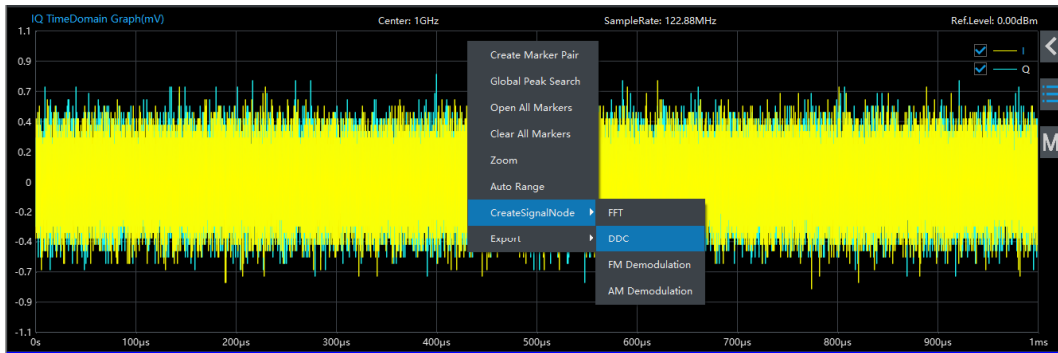 IQ TimeDomain Graph(mV) Center: 1GHz SampleRate: 122.88MHz Ref.Level: 0.00dBm
1.1
I
Q
0.9
0.7
0.4
0.2
0
-0.2
-0.4
-0.7
-0.9
-1.1
M
Create Marker Pair
Global Peak Search
Open All Markers
Clear All Markers
Zoom
Auto Range
CreateSignalNode
Export
FFT
DDC
FM Demodulation
AM Demodulation
0s 100μs 200μs 300μs 400μs 500μs 600μs 700μs 800μs 900μs 1ms